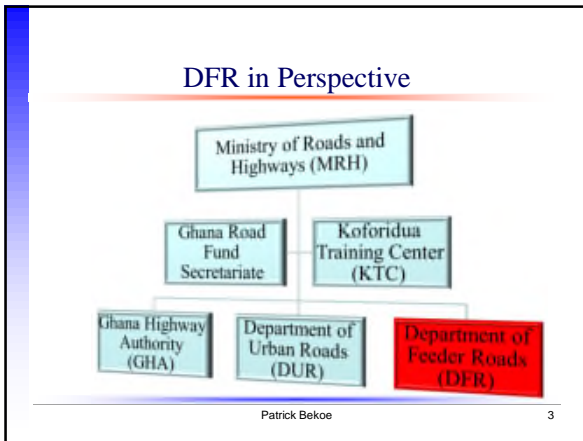 DFR in Perspective
Ministry of Roads and
Highways (MRH)
Ghana Road
Fund
Secretariate
Koforidua
Training Center
(KTC)
Ghana Highway
Authority
(GHA)
Department of
Urban Roads
(DUR)
Department of
Feeder Roadx
(DFR)
Patrick Bekoe
3